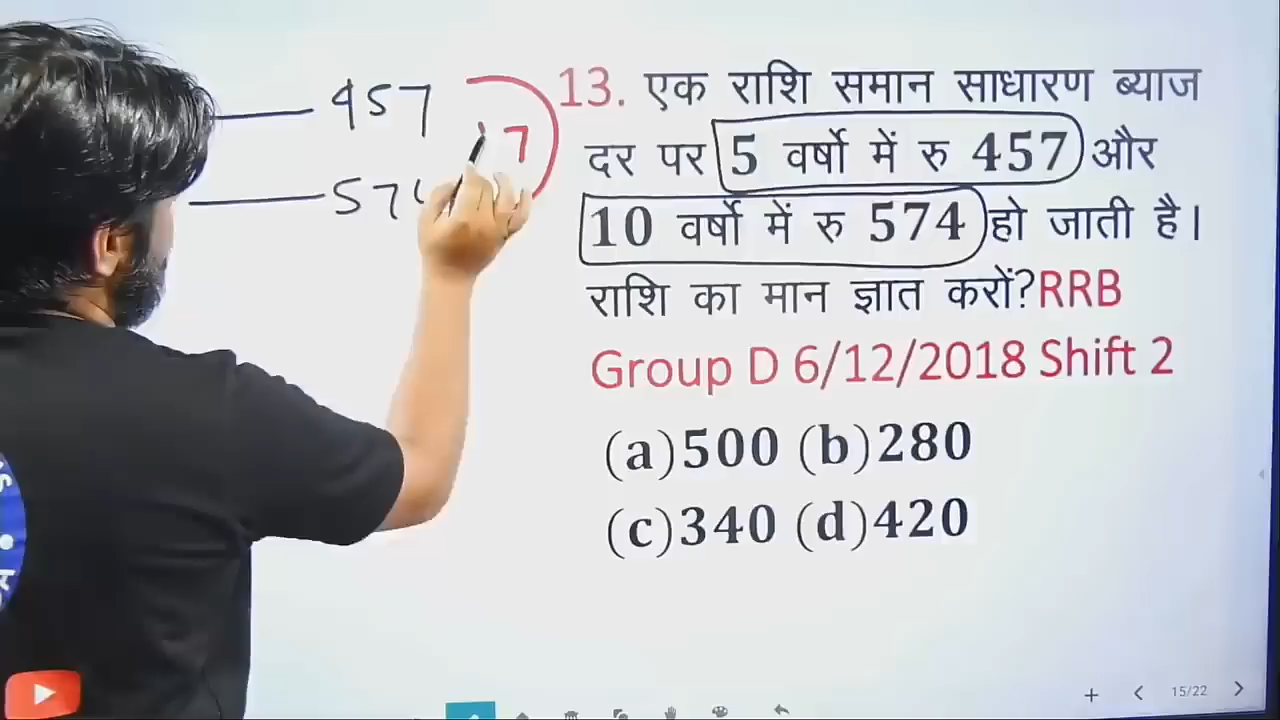 457
7
57
13. एक राशि समान साधारण ब्याज
दर पर 5 वर्षो में रु 457 और
10 वर्षो में रु 574 हो जाती है।
राशि का मान ज्ञात करों?RRB
Group D 6/12/2018 Shift 2
(a)500 (b)280
(c)340 (d)420
15/22